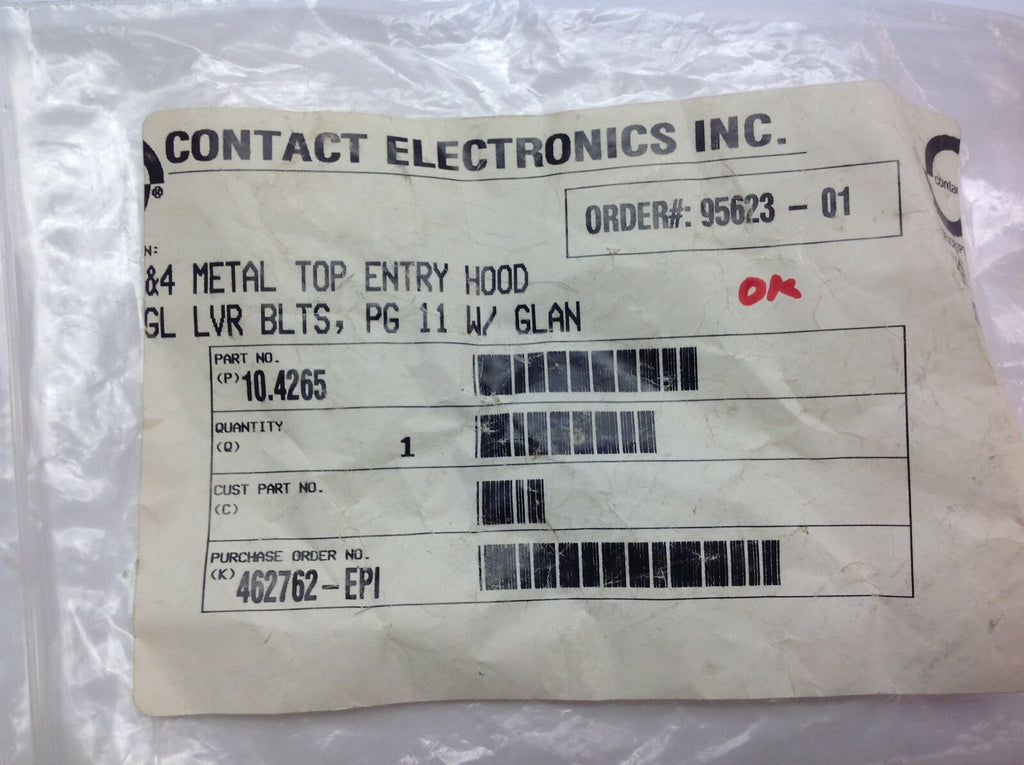 CONTACT ELECTRONICS INC.
®
ORDER#: 95623 - 01
N:
&4 METAL TOP ENTRY HOOD
OK
GL LVR BLTS, PG 11 W/ GLAN
PART NO.
(P) 10.4265
QUANTITY
(Q) 1
CUST PART NO.
(C)
PURCHASE ORDER NO.
(K) 462762-EPI